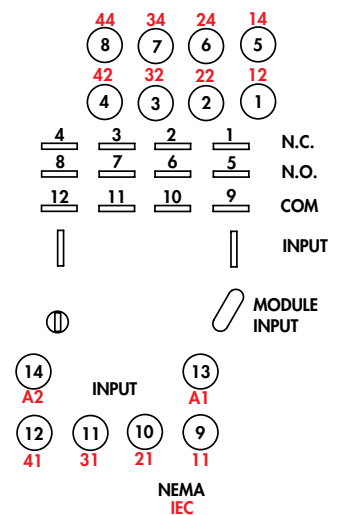 44 34 24 14
8 7 6 5
42 32 22 12
4 3 2 1
4 3 2 1 N.C.
8 7 6 5 N.O.
12 11 10 9 COM
INPUT
MODULE
INPUT
14 13
INPUT
A2 A1
12 11 10 9
41 31 21 11
NEMA
IEC